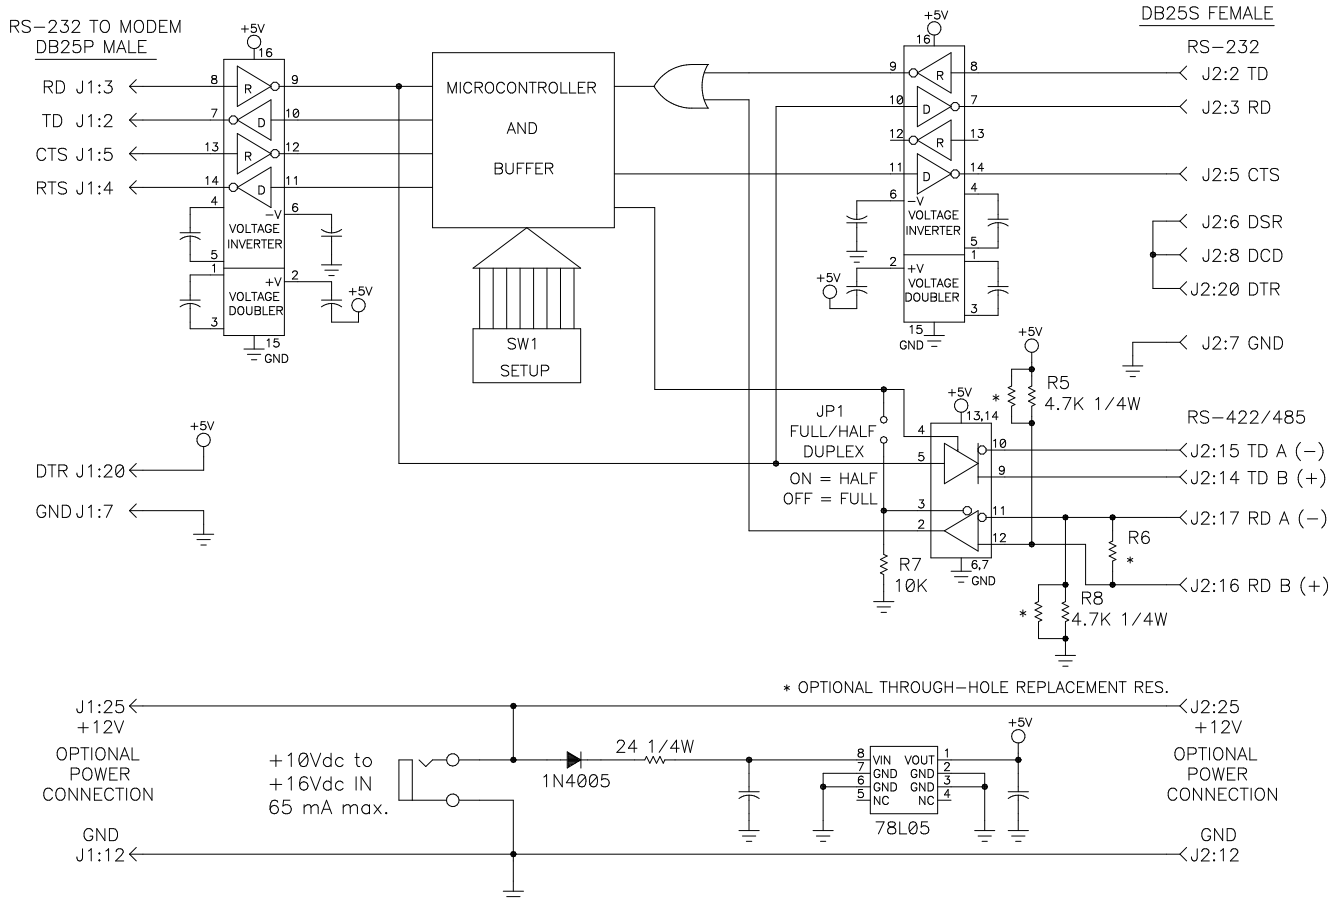 RS-232 TO MODEM
DB25P MALE
RD J1:3
TD J1:2
CTS J1:5
RTS J1:4
+5V
16
8
R
9
7
D
10
13
R
12
14
D
11
4
-V
6
VOLTAGE
INVERTER
5
1
+V
2
VOLTAGE
DOUBLER
+5V
3
15
GND
MICROCONTROLLER
AND
BUFFER
SW1
SETUP
DB25S FEMALE
RS-232
+5V
16
9
R
8
J2:2 TD
10
D
7
J2:3 RD
12
R
13
11
D
14
J2:5 CTS
6
-V
4
VOLTAGE
INVERTER
5
2
+V
1
VOLTAGE
DOUBLER
+5V
3
15
GND
J2:6 DSR
J2:8 DCD
J2:20 DTR
J2:7 GND
+5V
R5
4.7K 1/4W
*
RS-422/485
+5V
13,14
JP1
FULL/HALF
DUPLEX
ON = HALF
OFF = FULL
4
10
J2:15 TD A (-)
5
9
J2:14 TD B (+)
3
11
J2:17 RD A (-)
2
12
R6
*
6,7
GND
J2:16 RD B (+)
R7
10K
R8
4.7K 1/4W
*
+5V
DTR J1:20
GND J1:7
* OPTIONAL THROUGH-HOLE REPLACEMENT RES.
J1:25
+12V
OPTIONAL
POWER
CONNECTION
GND
J1:12
+10Vdc to
+16Vdc IN
65 mA max.
1N4005
24 1/4W
8 VIN VOUT 1
7 GND 2
6 GND GND 3
5 NC GND 4
NC
78L05
+5V
J2:25
+12V
OPTIONAL
POWER
CONNECTION
GND
J2:12